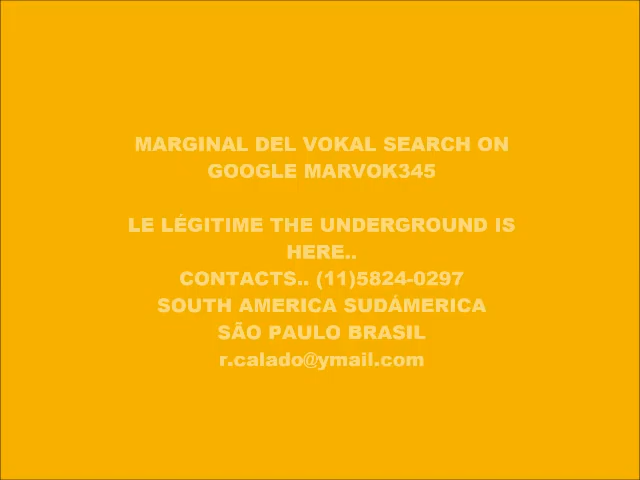 MARGINAL DEL VOKAL SEARCH ON
GOOGLE MARVOK345
LE LÉGITIME THE UNDERGROUND IS
HERE..
CONTACTS.. (11)5824-0297
SOUTH AMERICA SUDÁMERICA
SÃO PAULO BRASIL
r.calado@ymail.com